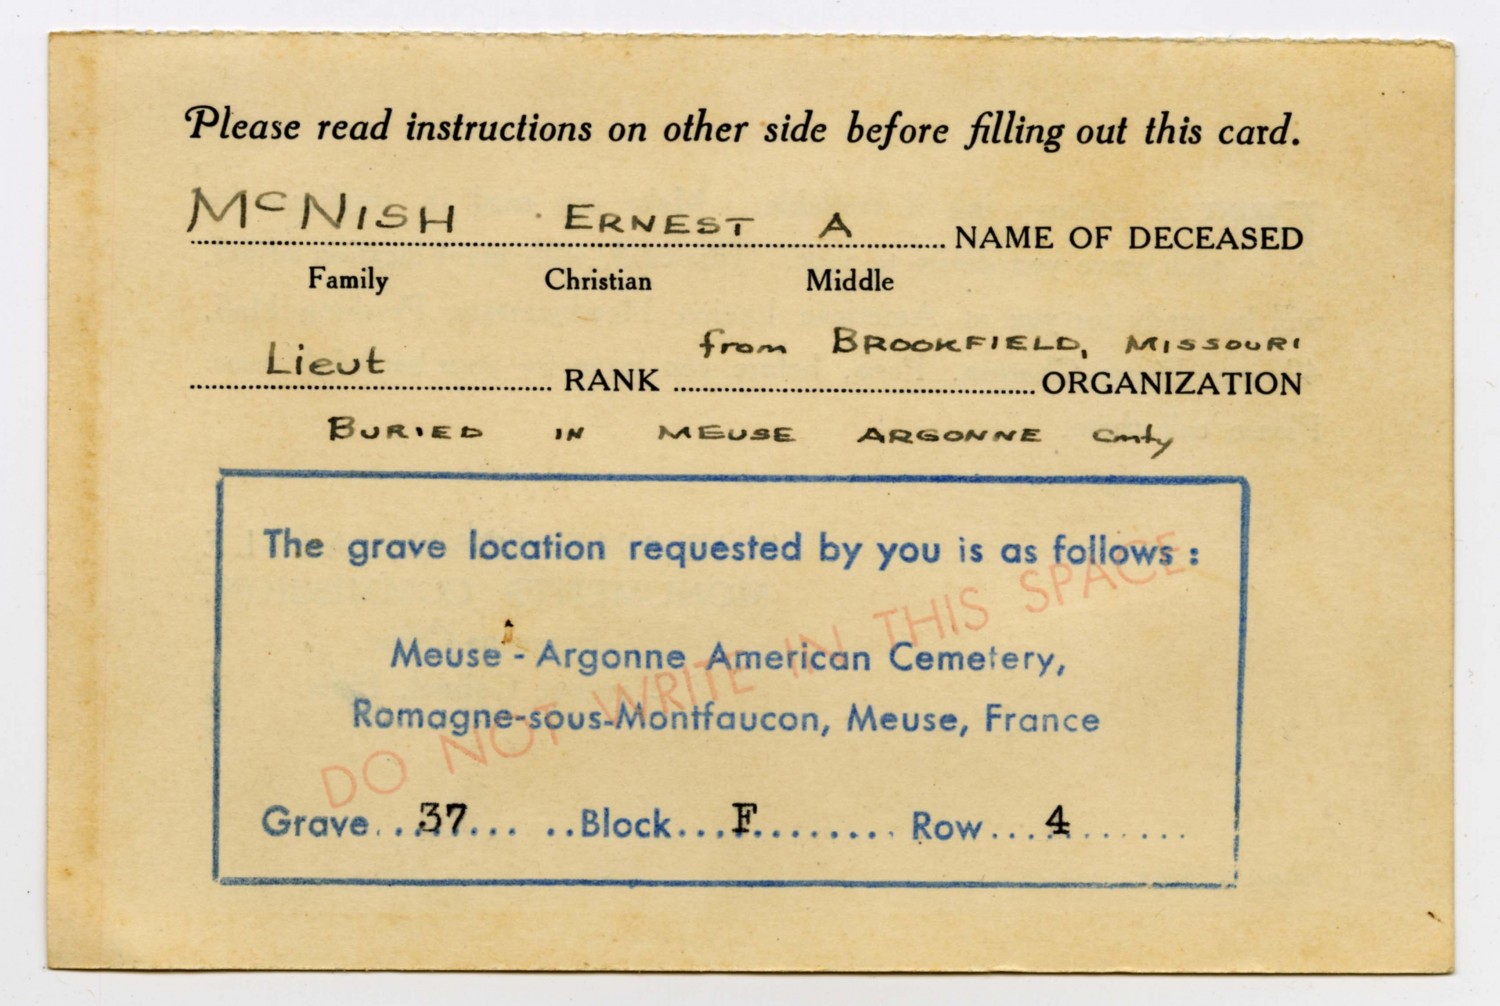 Please read instructions on other side before filling out this card.
McNISH ERNEST A NAME OF DECEASED
Family Christian Middle
from BROOKFIELD, MISSOURI
Lieut RANK ORGANIZATION
BURIED IN MEUSE ARGONNE Cmty
The grave location requested by you is as follows :
DO NOT WRITE IN THIS SPACE
Meuse - Argonne American Cemetery,
Romagne-sous-Montfaucon, Meuse, France
Grave...37... ..Block...F........ Row...4.......